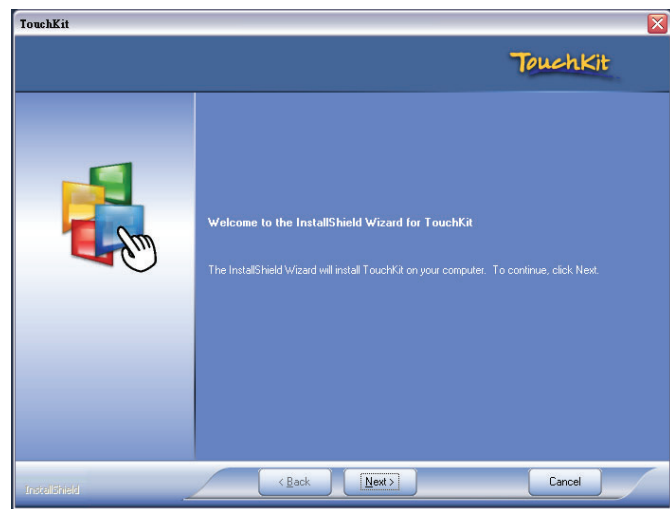 TouchKit
TouchKit
Welcome to the InstallShield Wizard for TouchKit
The InstallShield Wizard will install TouchKit on your computer. To continue, click Next.
InstallShield
< Back
Next >
Cancel